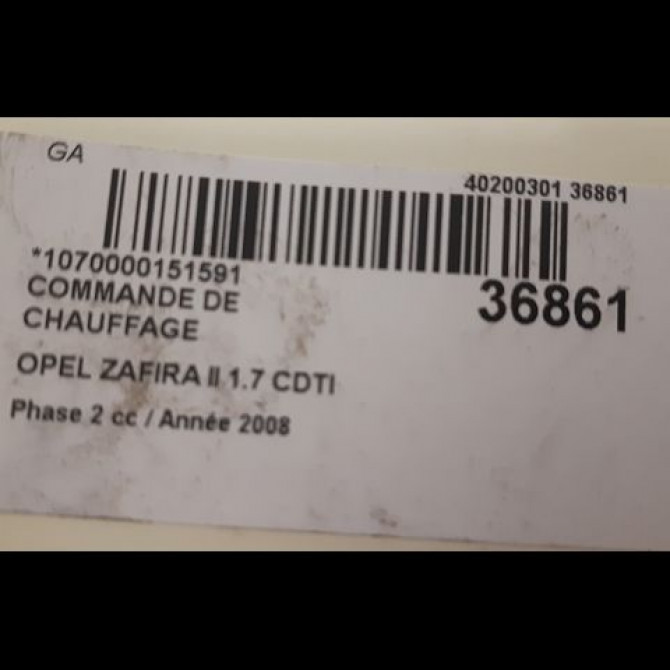 GA
40200301 36861
*1070000151591
36861
COMMANDE DE
CHAUFFAGE
OPEL ZAFIRA II 1.7 CDTI
Phase 2 cc / Année 2008